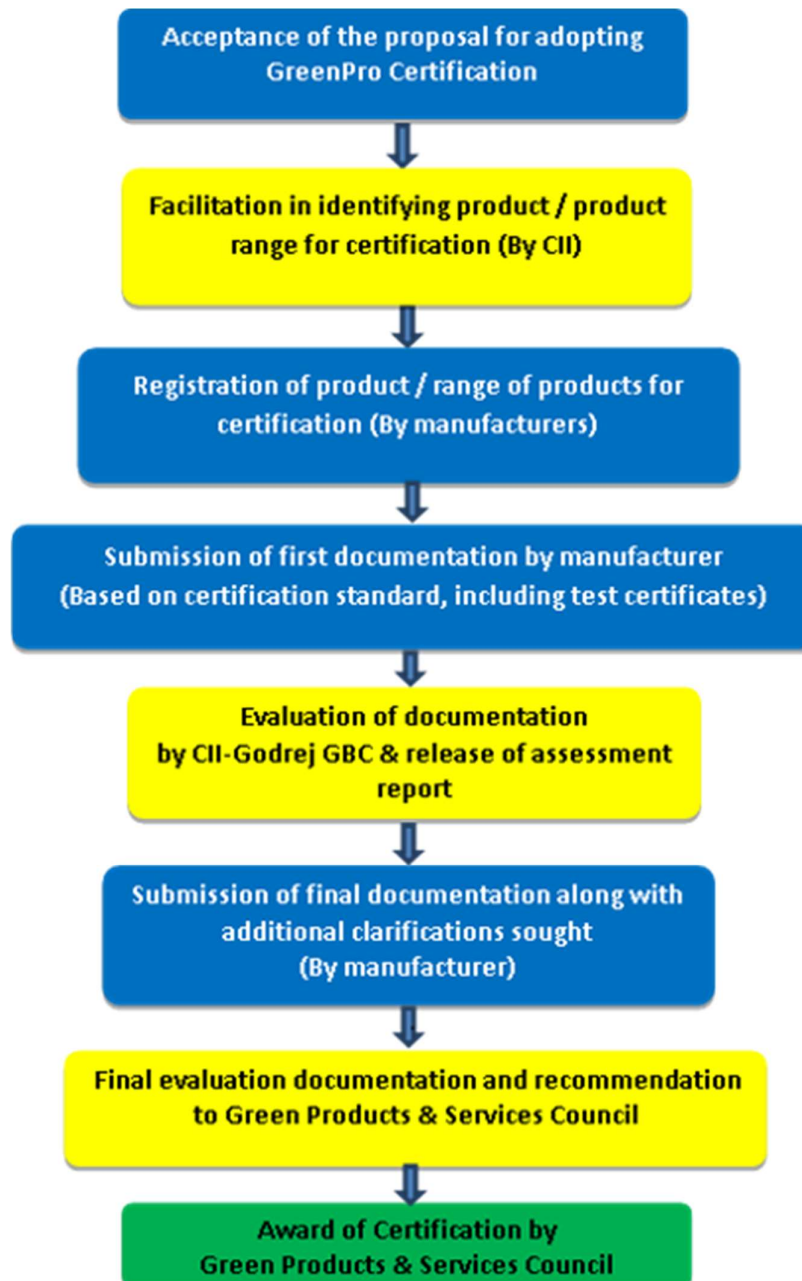 Acceptance of the proposal for adopting
GreenPro Certification
Facilitation in identifying product / product
range for certification (By CII)
Registration of product / range of products for
certification (By manufacturers)
Submission of first documentation by manufacturer
(Based on certification standard, including test certificates)
Evaluation of documentation
by CII-Godrej GBC & release of assessment
report
Submission of final documentation along with
additional clarifications sought
(By manufacturer)
Final evaluation documentation and recommendation
to Green Products & Services Council
Award of Certification by
Green Products & Services Council